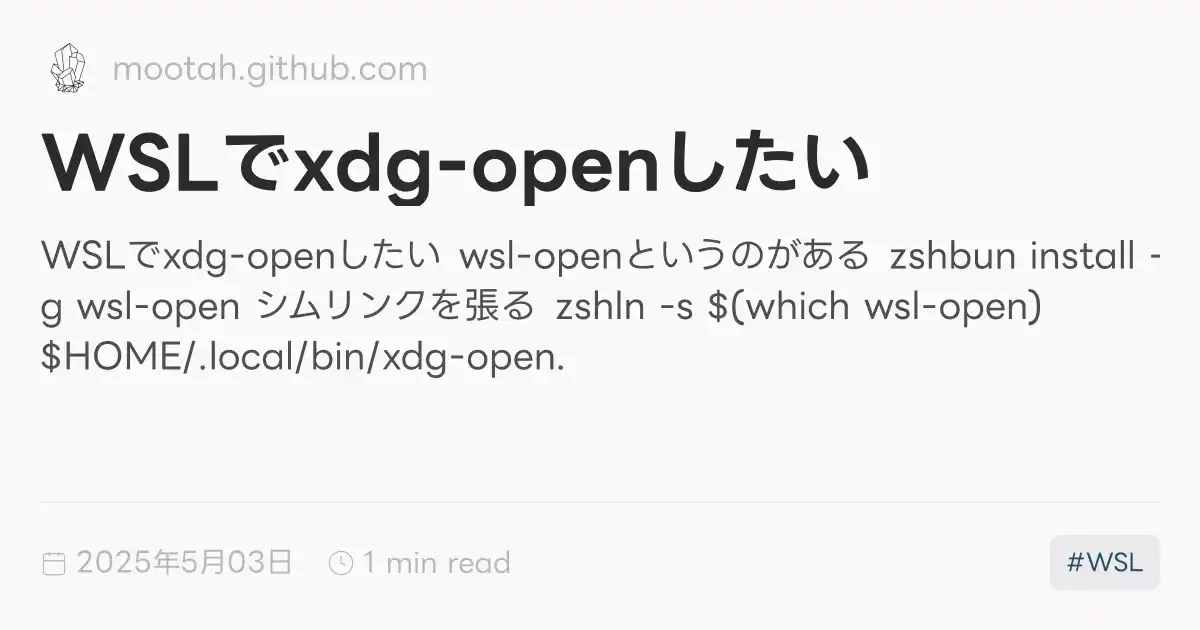 mootah.github.com
WSLでxdg-openしたい
WSLでxdg-openしたい wsl-openというのがある zshbun install -
g wsl-open シムリンクを張る zshln -s $(which wsl-open)
$HOME/.local/bin/xdg-open.
2025年5月03日 1 min read
#WSL